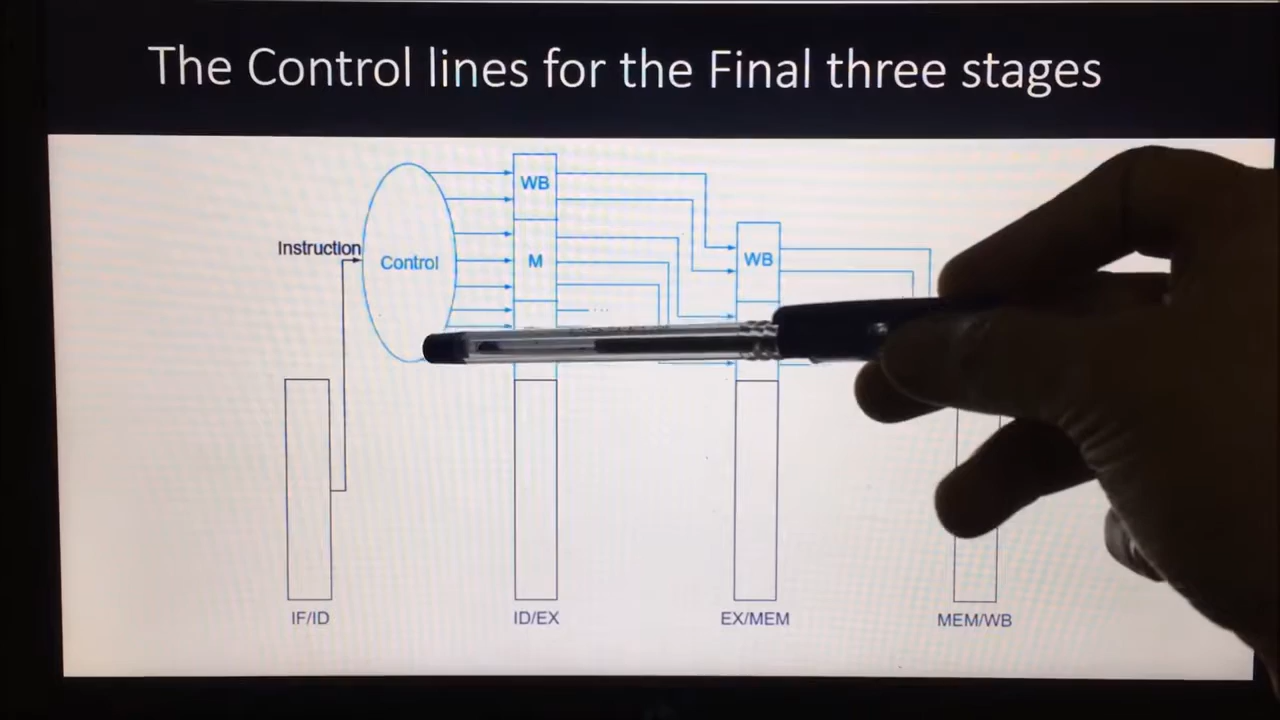 The Control lines for the Final three stages
WB
Instruction
Control
M
WB
...
IF/ID
ID/EX
EX/MEM
MEM/WB